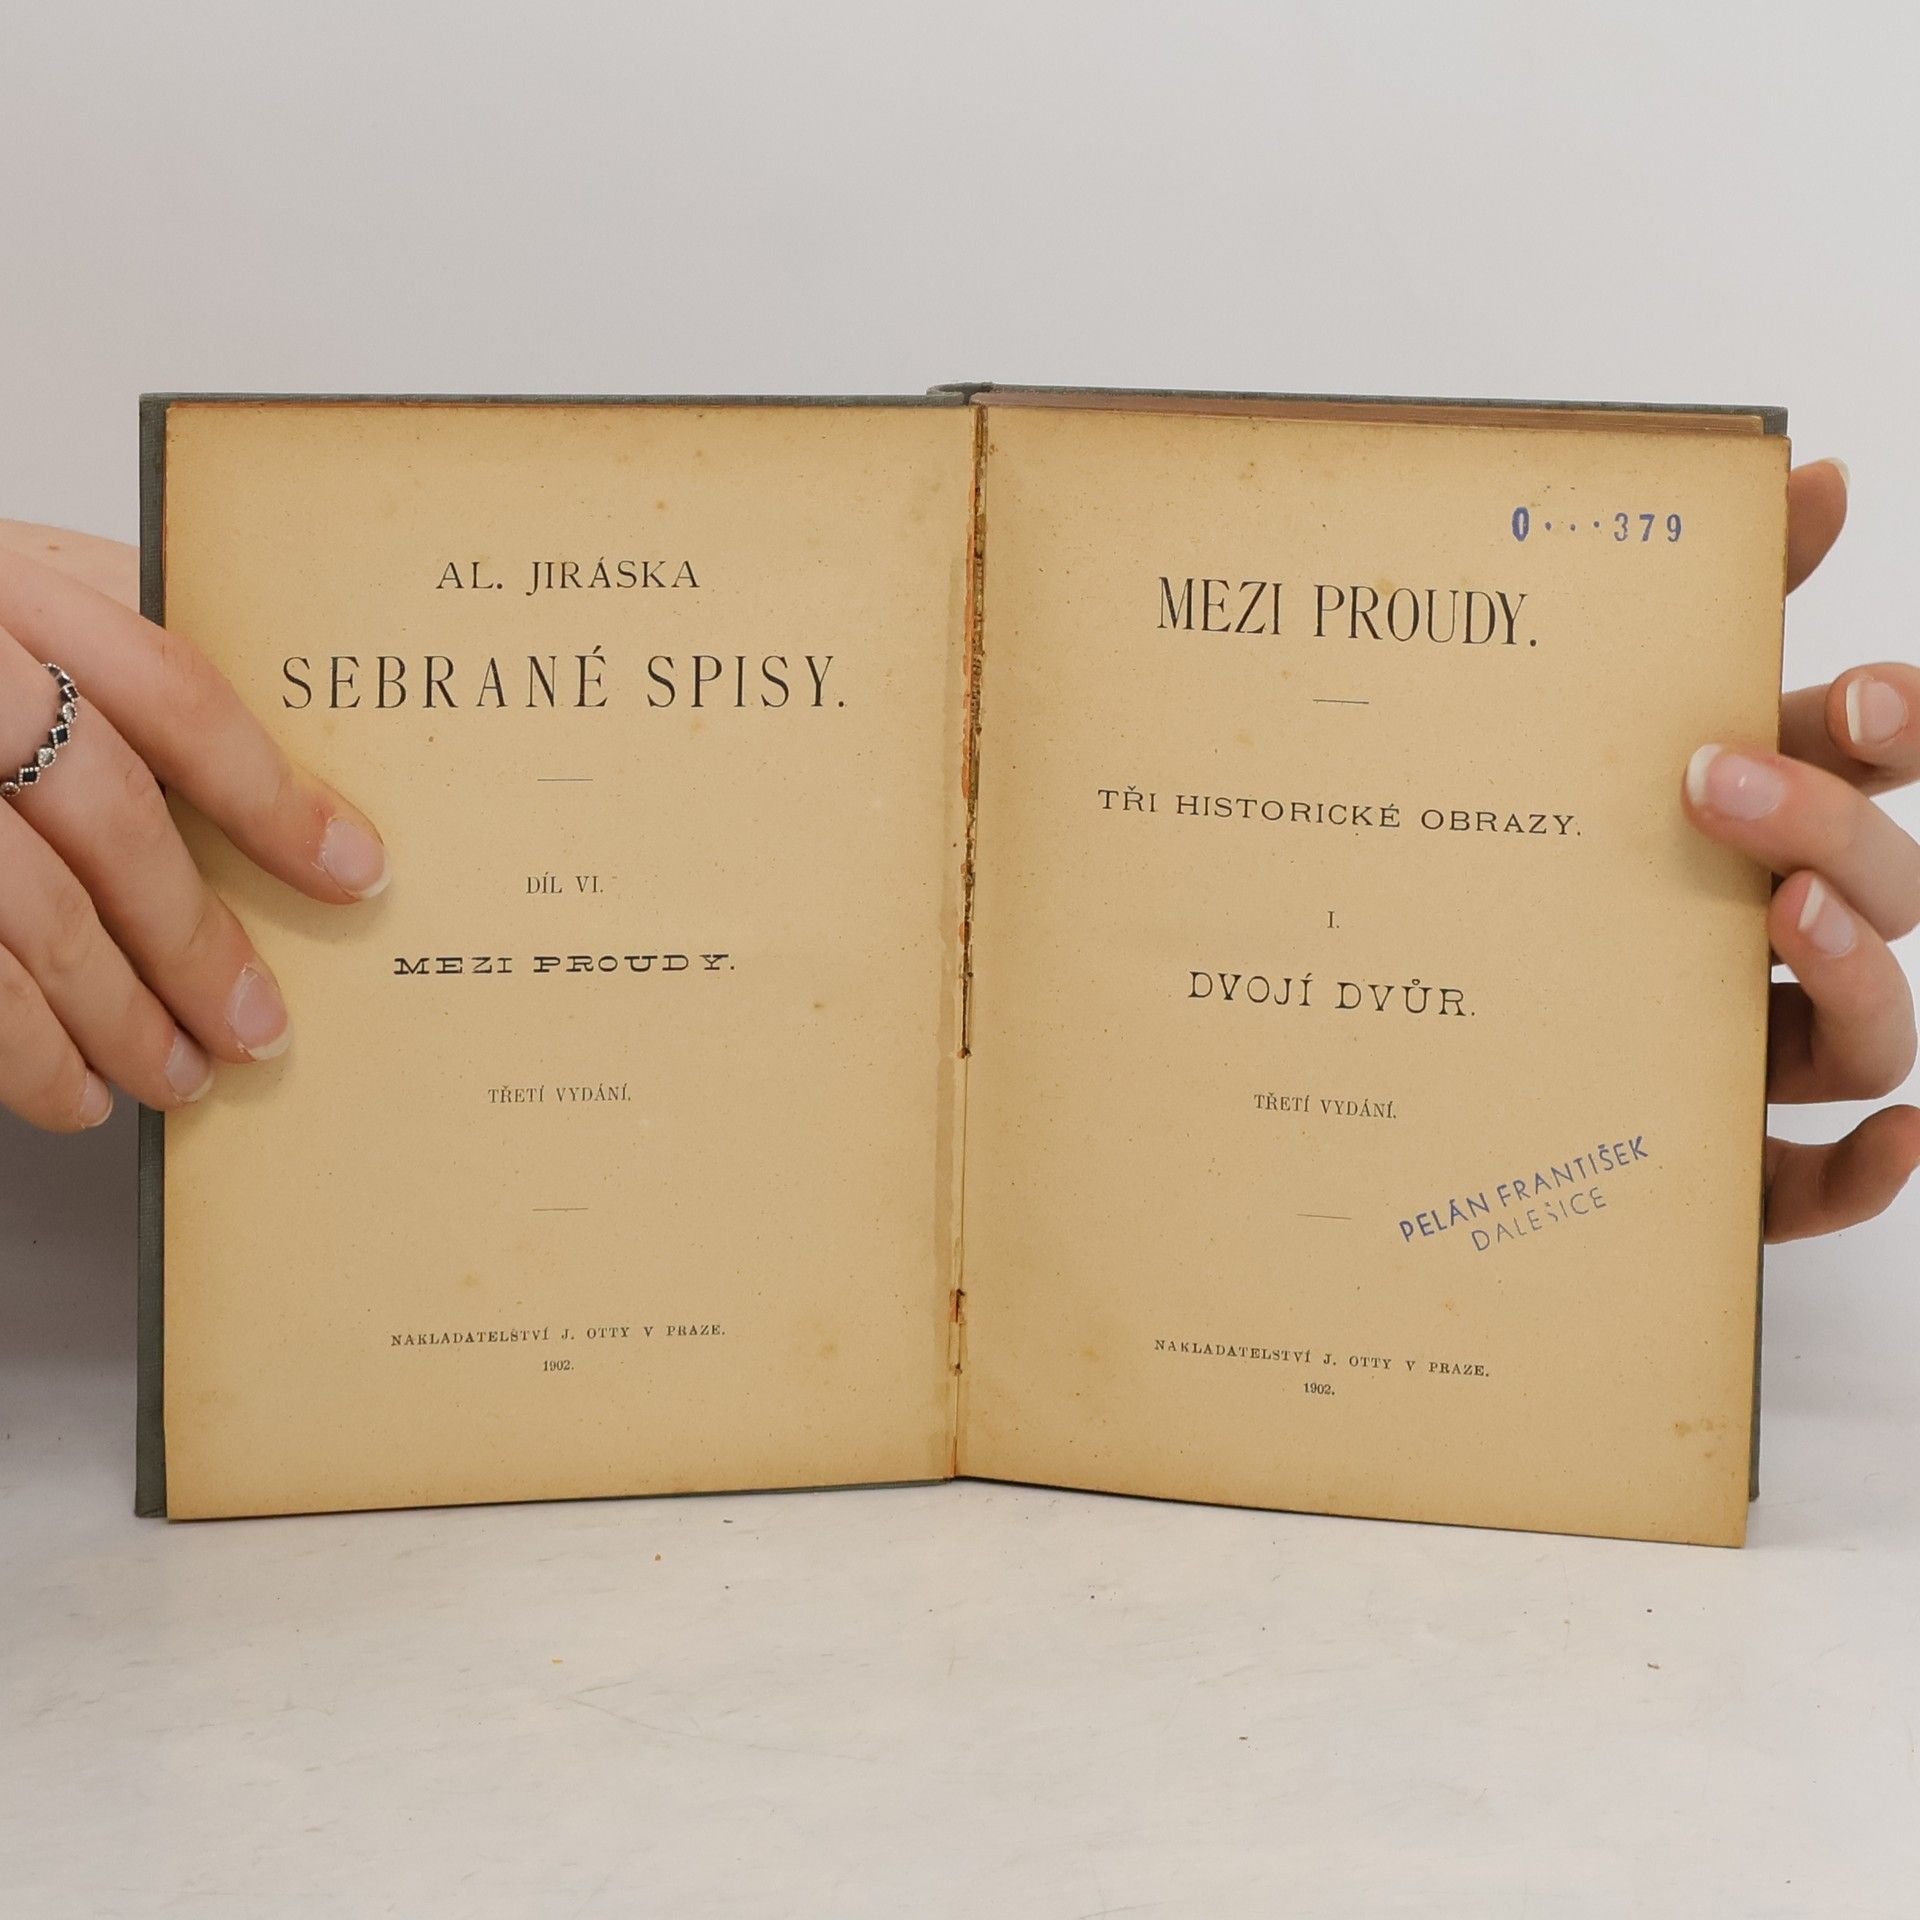 AL. JIRÁSKA
SEBRANÉ SPISY.
DÍL VI.
MEZI PROUDY.
TŘETÍ VYDÁNÍ.
NAKLADATELSTVÍ J. OTTY V PRAZE.
1902.
0···379
MEZI PROUDY.
TŘI HISTORICKÉ OBRAZY.
I.
DVOJÍ DVŮR.
TŘETÍ VYDÁNÍ.
PELÁN FRANTIŠEK
DALEŠICE
NAKLADATELSTVÍ J. OTTY V PRAZE.
1902.